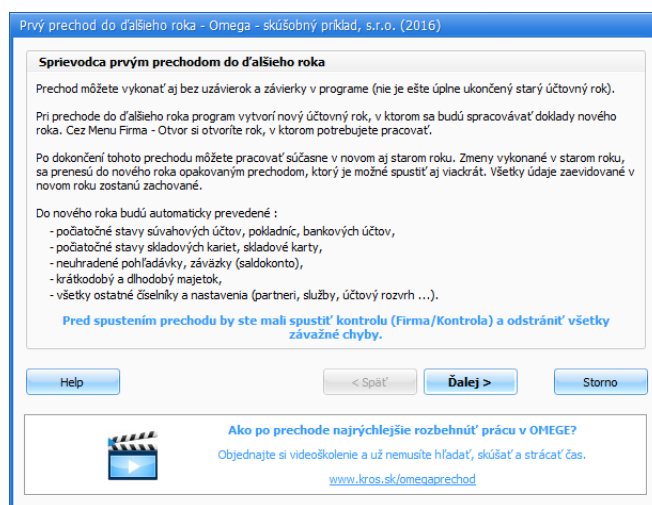 Prvý prechod do ďalšieho roka - Omega - skúšobný príklad, s.r.o. (2016)
Sprievodca prvým prechodom do ďalšieho roka
Prechod môžete vykonať aj bez uzávierok a závierky v programe (nie je ešte úplne ukončený starý účtovný rok).
Pri prechode do ďalšieho roka program vytvorí nový účtovný rok, v ktorom sa budú spracovávať doklady nového
roka. Cez Menu Firma - Otvor si otvoríte rok, v ktorom potrebujete pracovať.
Po dokončení tohoto prechodu môžete pracovať súčasne v novom aj starom roku. Zmeny vykonané v starom roku,
sa prenesú do nového roka opakovaným prechodom, ktorý je možné spustiť aj viackrát. Všetky údaje zaevidované v
novom roku zostanú zachované.
Do nového roka budú automaticky prevedené :
- počiatočné stavy súvahových účtov, pokladníc, bankových účtov,
- počiatočné stavy skladových kariet, skladové karty,
- neuhradené pohľadávky, záväzky (saldokonto),
- krátkodobý a dlhodobý majetok,
- všetky ostatné číselníky a nastavenia (partneri, služby, účtový rozvrh ...).
Pred spustením prechodu by ste mali spustiť kontrolu (Firma/Kontrola) a odstrániť všetky
závažné chyby.
Help
< Späť
Ďalej >
Storno
Ako po prechode najrýchlejšie rozbehnúť prácu v OMEGE?
Objednajte si videoškolenie a už nemusíte hľadať, skúšať a strácať čas.
www.kros.sk/omegaprechod